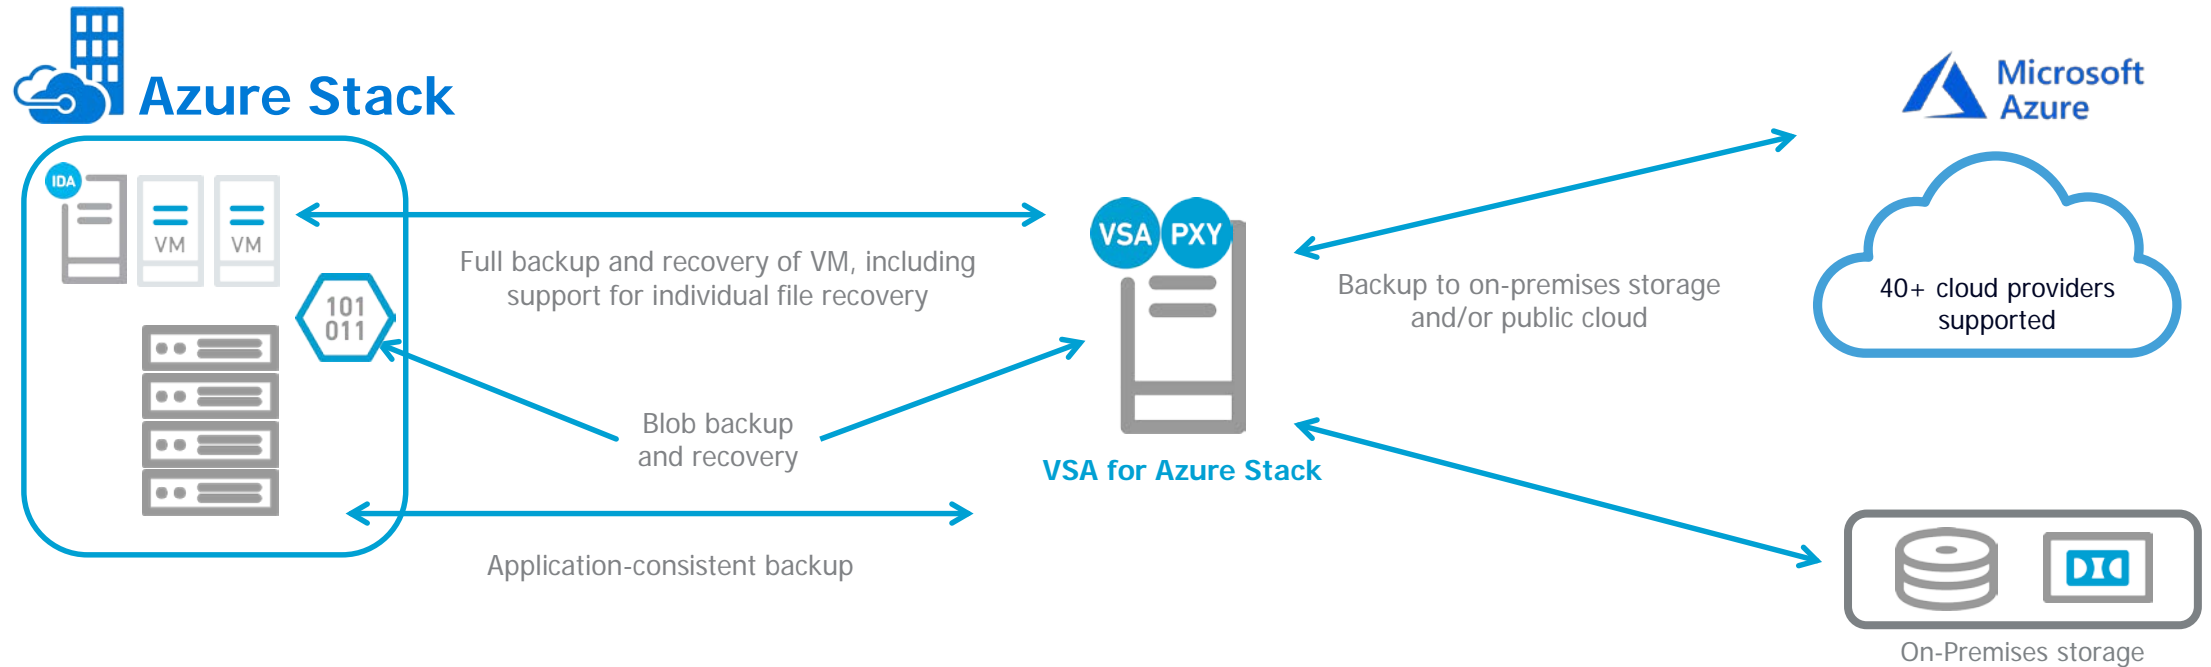 Azure Stack
IDA
VM
VM
101
011
Full backup and recovery of VM, including
support for individual file recovery
Blob backup
and recovery
Application-consistent backup
VSA
PXY
VSA for Azure Stack
Backup to on-premises storage
and/or public cloud
Microsoft
Azure
40+ cloud providers
supported
On-Premises storage